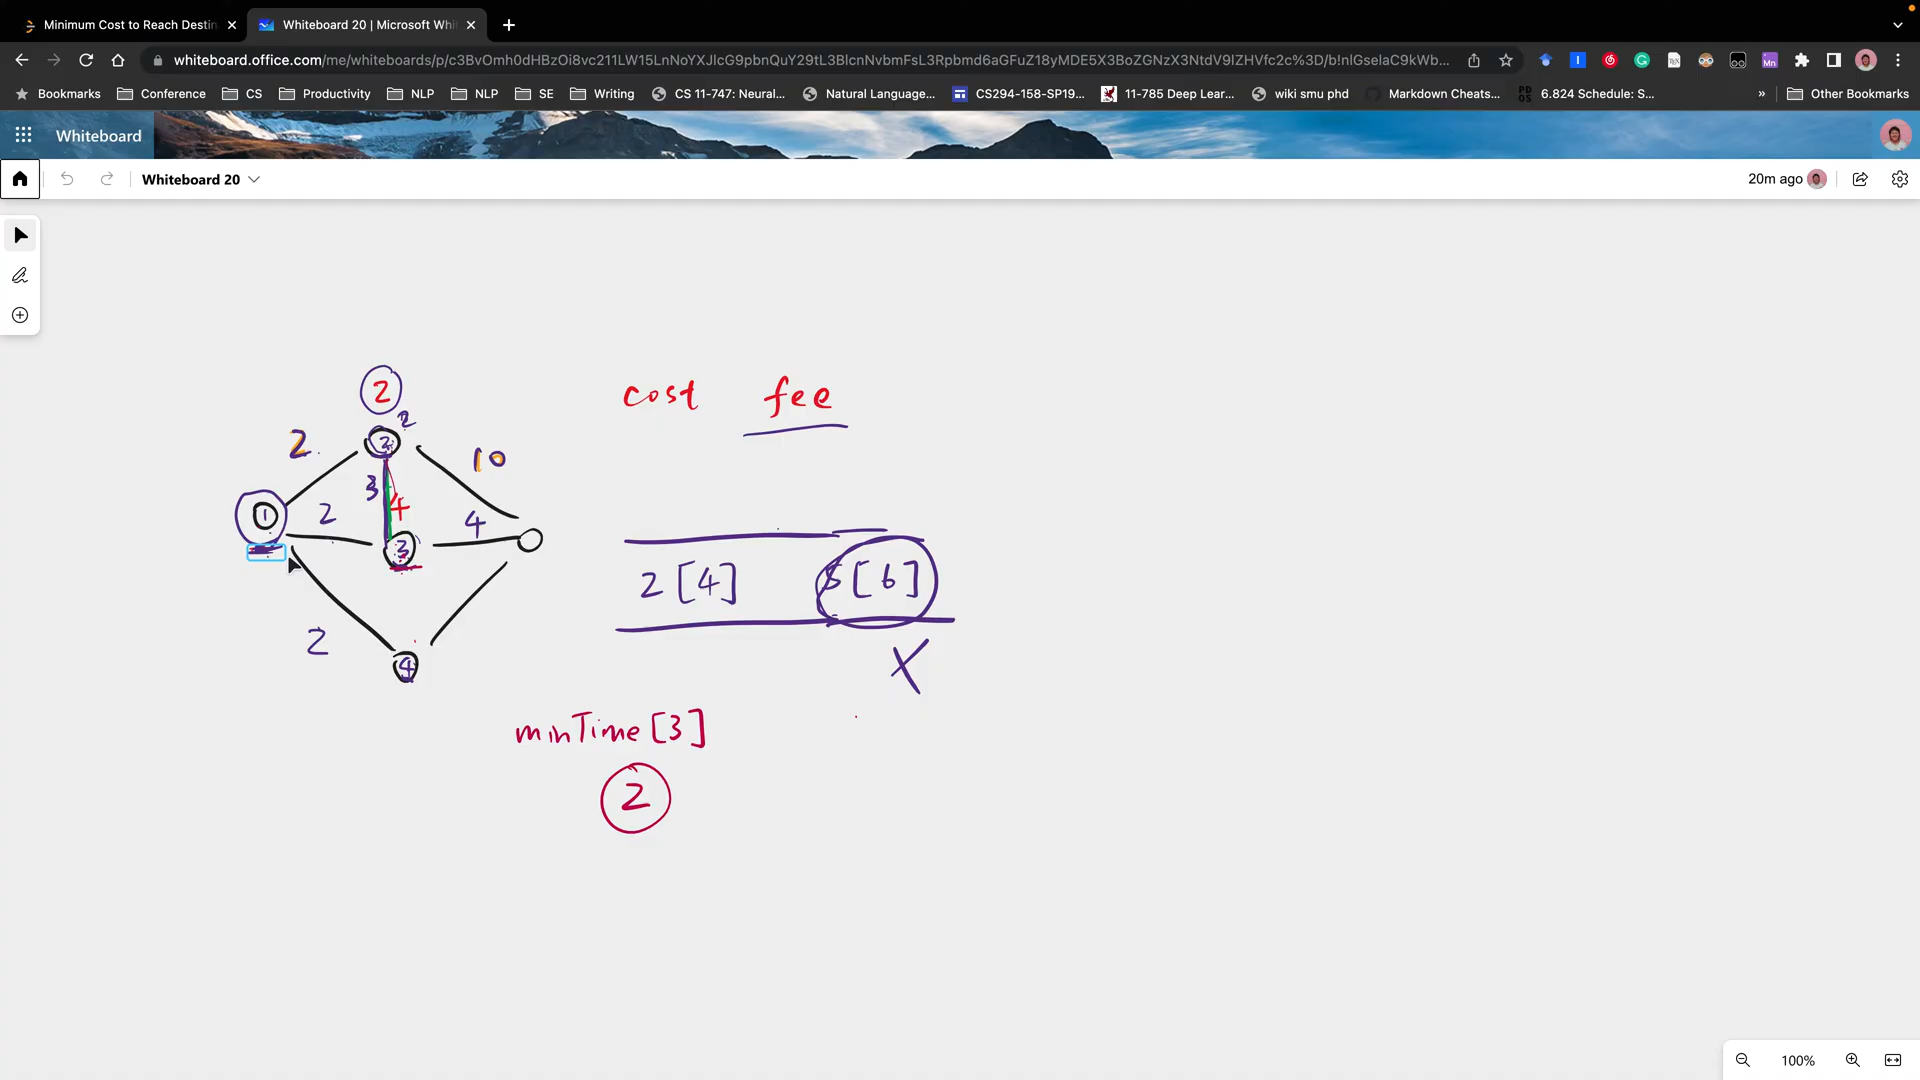 Minimum Cost to Reach Destin
Whiteboard 20 | Microsoft Whi
whiteboard.office.com/me/whiteboards/p/c3BvOmh0dHBzOi8vc211LW15LnNoYXJlcG9pbnQuY29tL3BlcnNvbmFsL3Rpbmd6aGFuZ18yMDE5X3BoZGNzX3NtdV9lZHVfc2c%3D/b!nlGselaC9kWb...
Bookmarks Conference CS Productivity NLP NLP SE Writing CS 11-747: Neural... Natural Language... CS294-158-SP19... 11-785 Deep Lear... wiki smu phd Markdown Cheats... 6.824 Schedule: S... » Other Bookmarks
Whiteboard
Whiteboard 20
20m ago
2
cost fee
2
2
2. 10
3
4
1
2
4
3
2 [4] 5 [6]
2
X
4
minTime [3]
2
100%